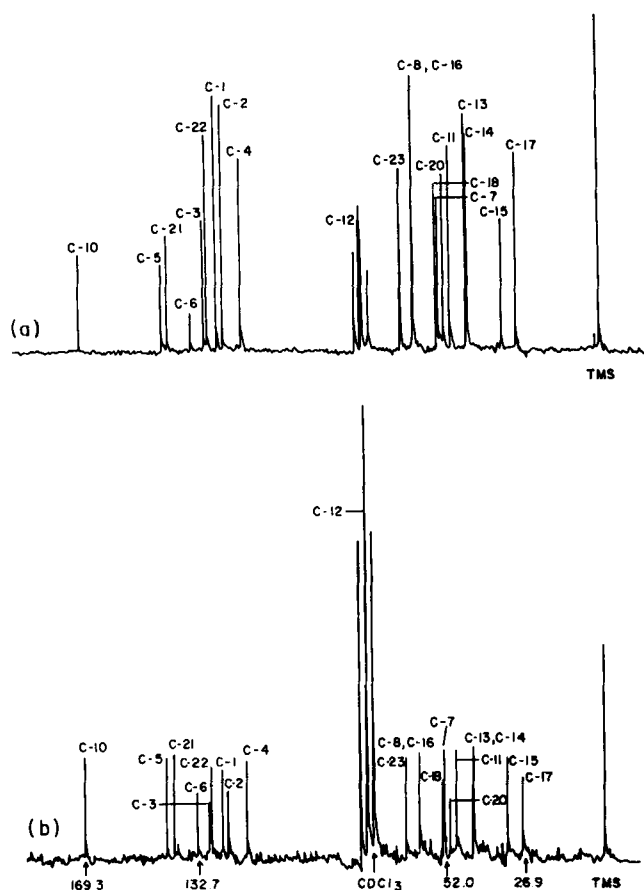 C-8, C-16
C-1
C-13
C-2
C-22
C-11
C-14
C-4
C-23
C-20
C-17
C-18
C-3
C-7
C-12
C-21
C-15
C-10
C-5
C-6
(a)
TMS
C-12
C-7
C-4
C-8, C-16
C-13, C-14
C-10
C-5
C-21
C-22
C-1
C-23
C-11
C-15
C-6
C-2
C-18
C-17
C-3
C-20
(b)
169.3
132.7
CDCl3
52.0
26.9
TMS